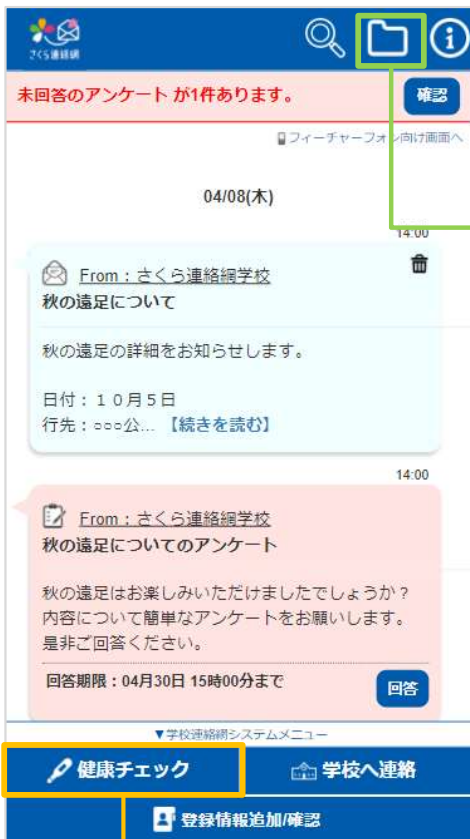 さくら連絡網
未回答のアンケート が1件あります。
確認
フィーチャーフォン向け画面へ
04/08(木)
14:00
From：さくら連絡網学校
秋の遠足について
秋の遠足の詳細をお知らせします。
日付：１０月５日
行先：○○○公... 【続きを読む】
14:00
From：さくら連絡網学校
秋の遠足についてのアンケート
秋の遠足はお楽しみいただけましたでしょうか？
内容について簡単なアンケートをお願いします。
是非ご回答ください。
回答期限：04月30日 15時00分まで
回答
▼学校連絡網システムメニュー
健康チェック
学校へ連絡
登録情報追加/確認